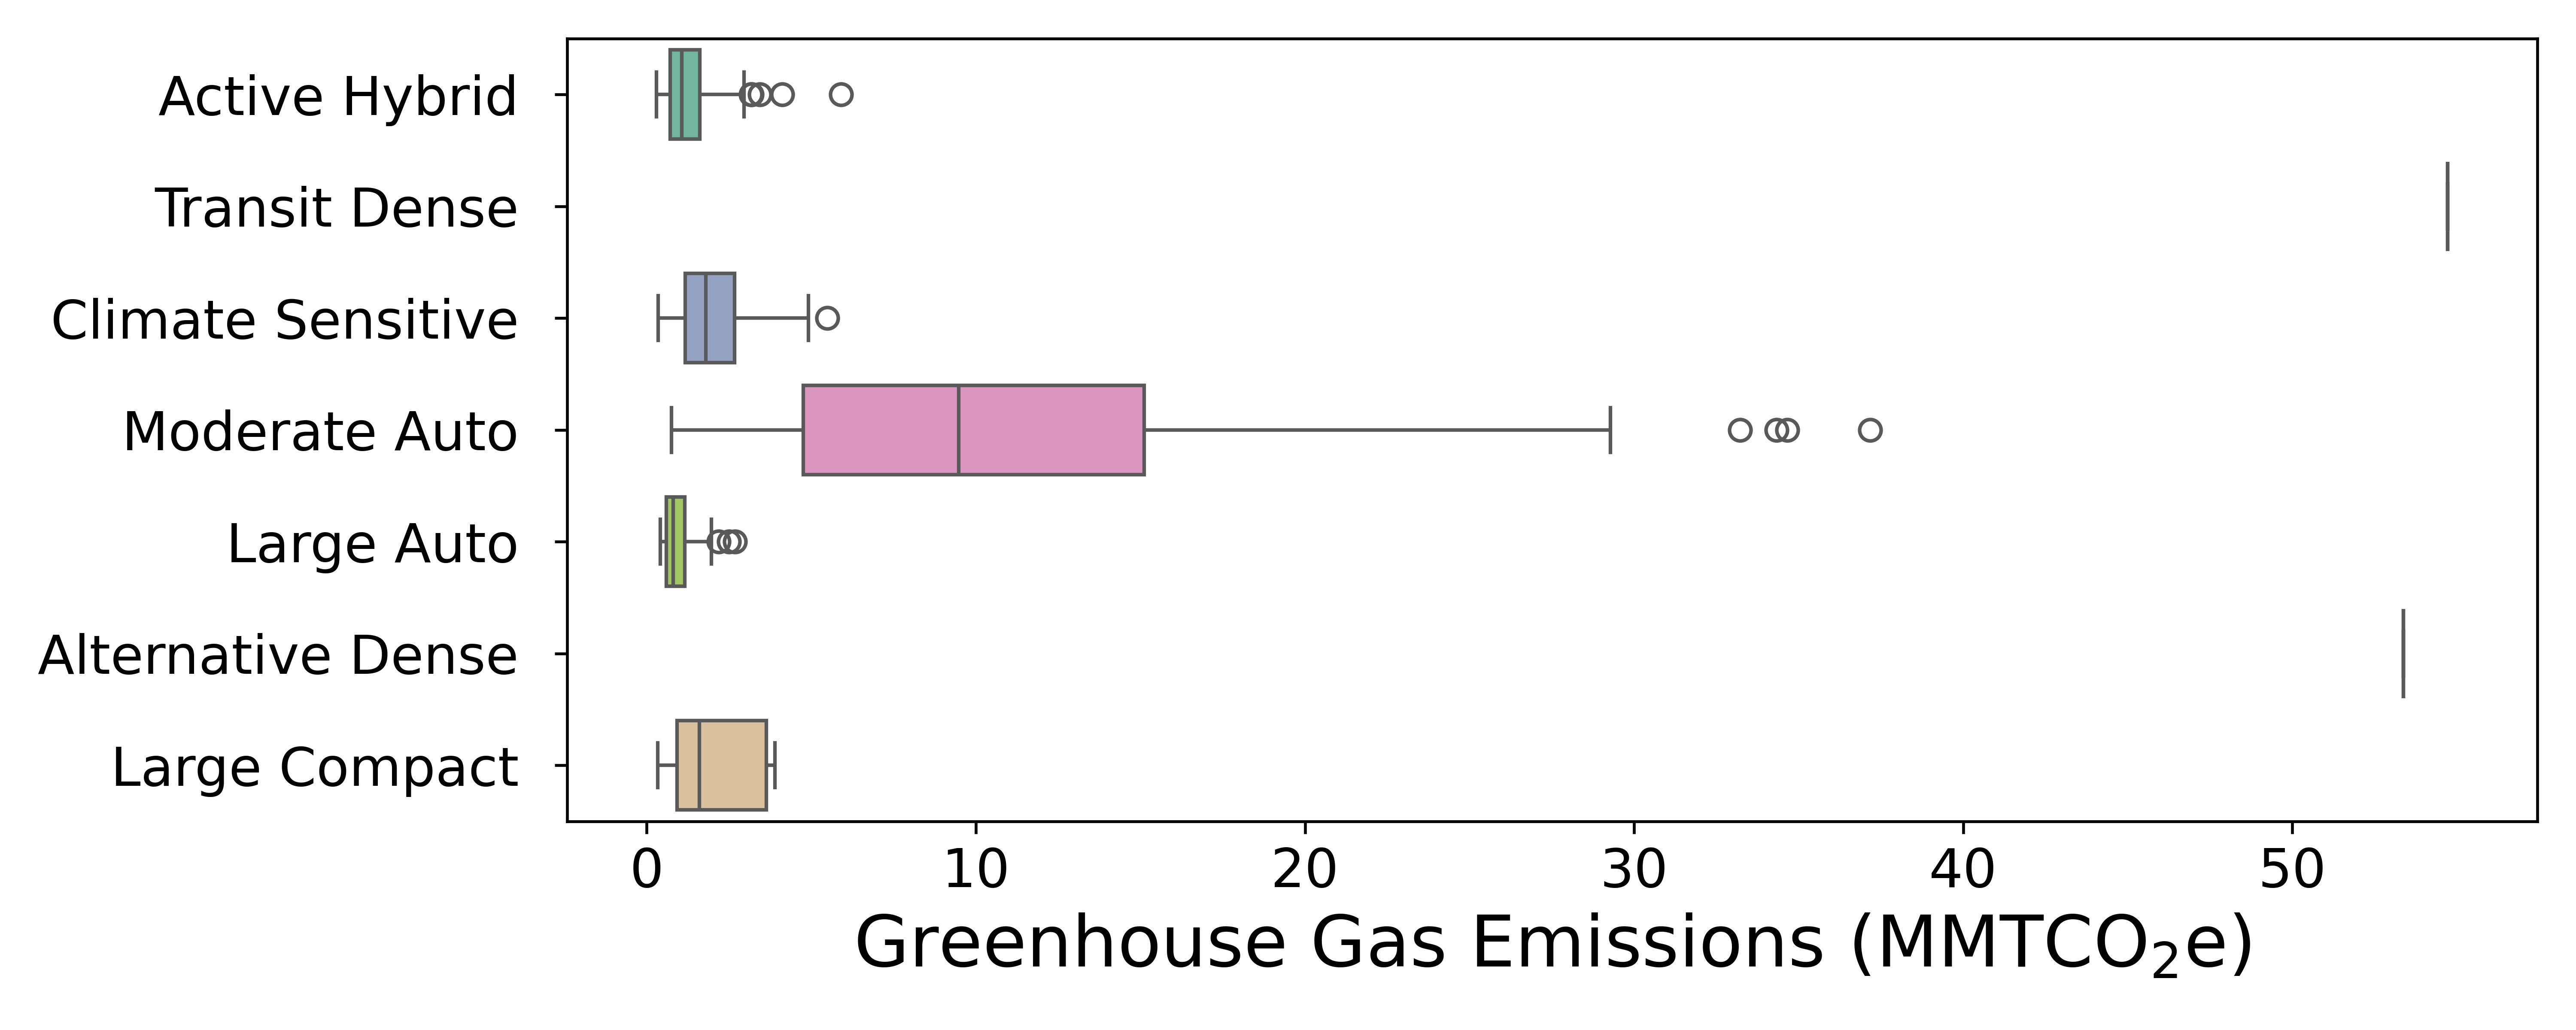 Active Hybrid
Transit Dense
Climate Sensitive
Moderate Auto
Large Auto
Alternative Dense
Large Compact
0 10 20 30 40 50
Greenhouse Gas Emissions (MMTCO₂e)